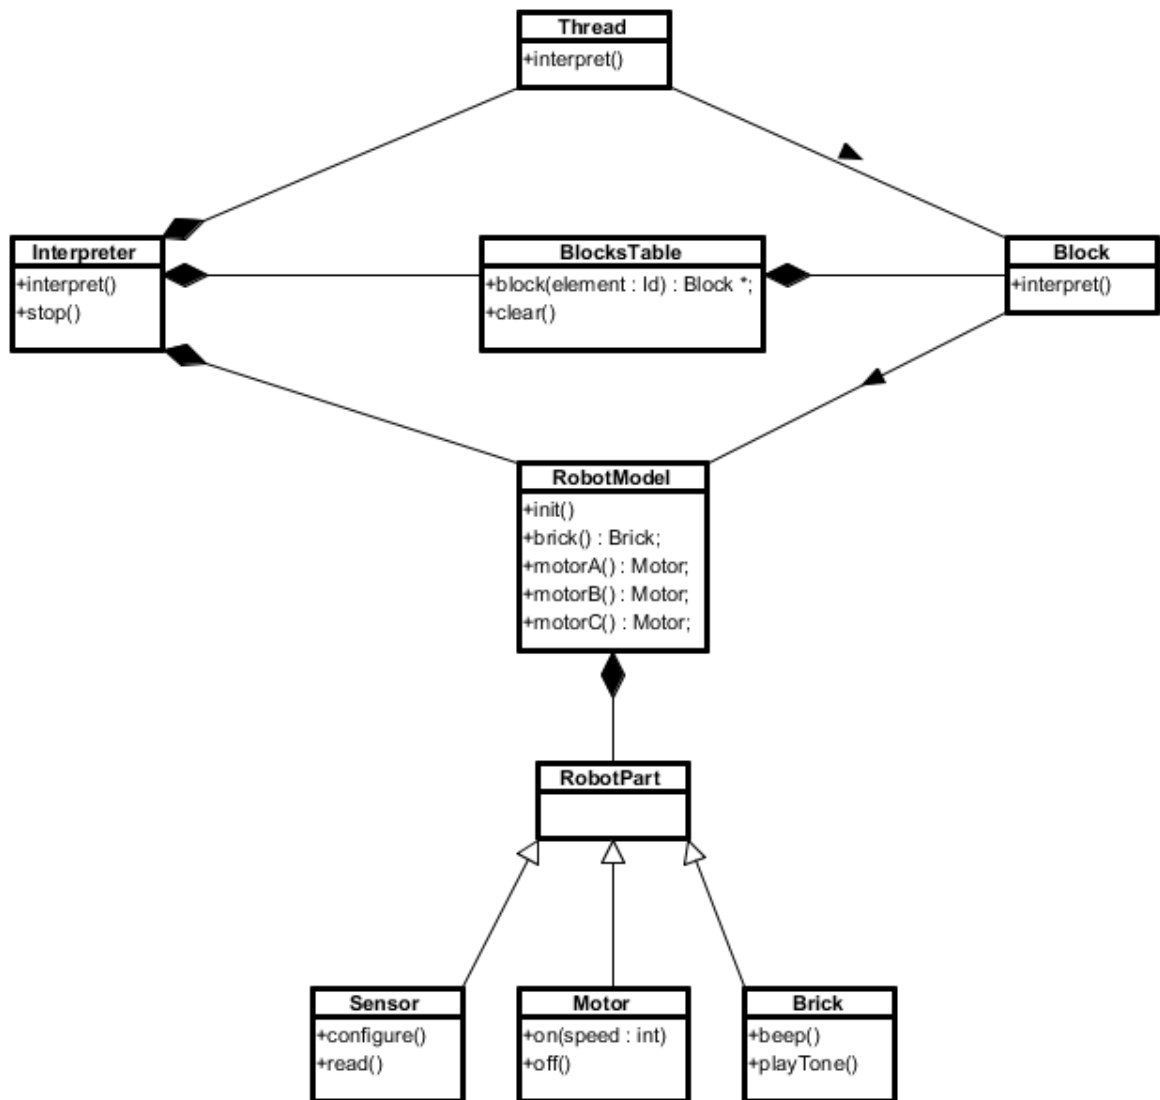 Thread
+interpret()
Interpreter
+interpret()
+stop()
BlocksTable
+block(element : Id) : Block *;
+clear()
Block
+interpret()
RobotModel
+init()
+brick() : Brick;
+motorA() : Motor;
+motorB() : Motor;
+motorC() : Motor;
RobotPart
Sensor
+configure()
+read()
Motor
+on(speed : int)
+off()
Brick
+beep()
+playTone()